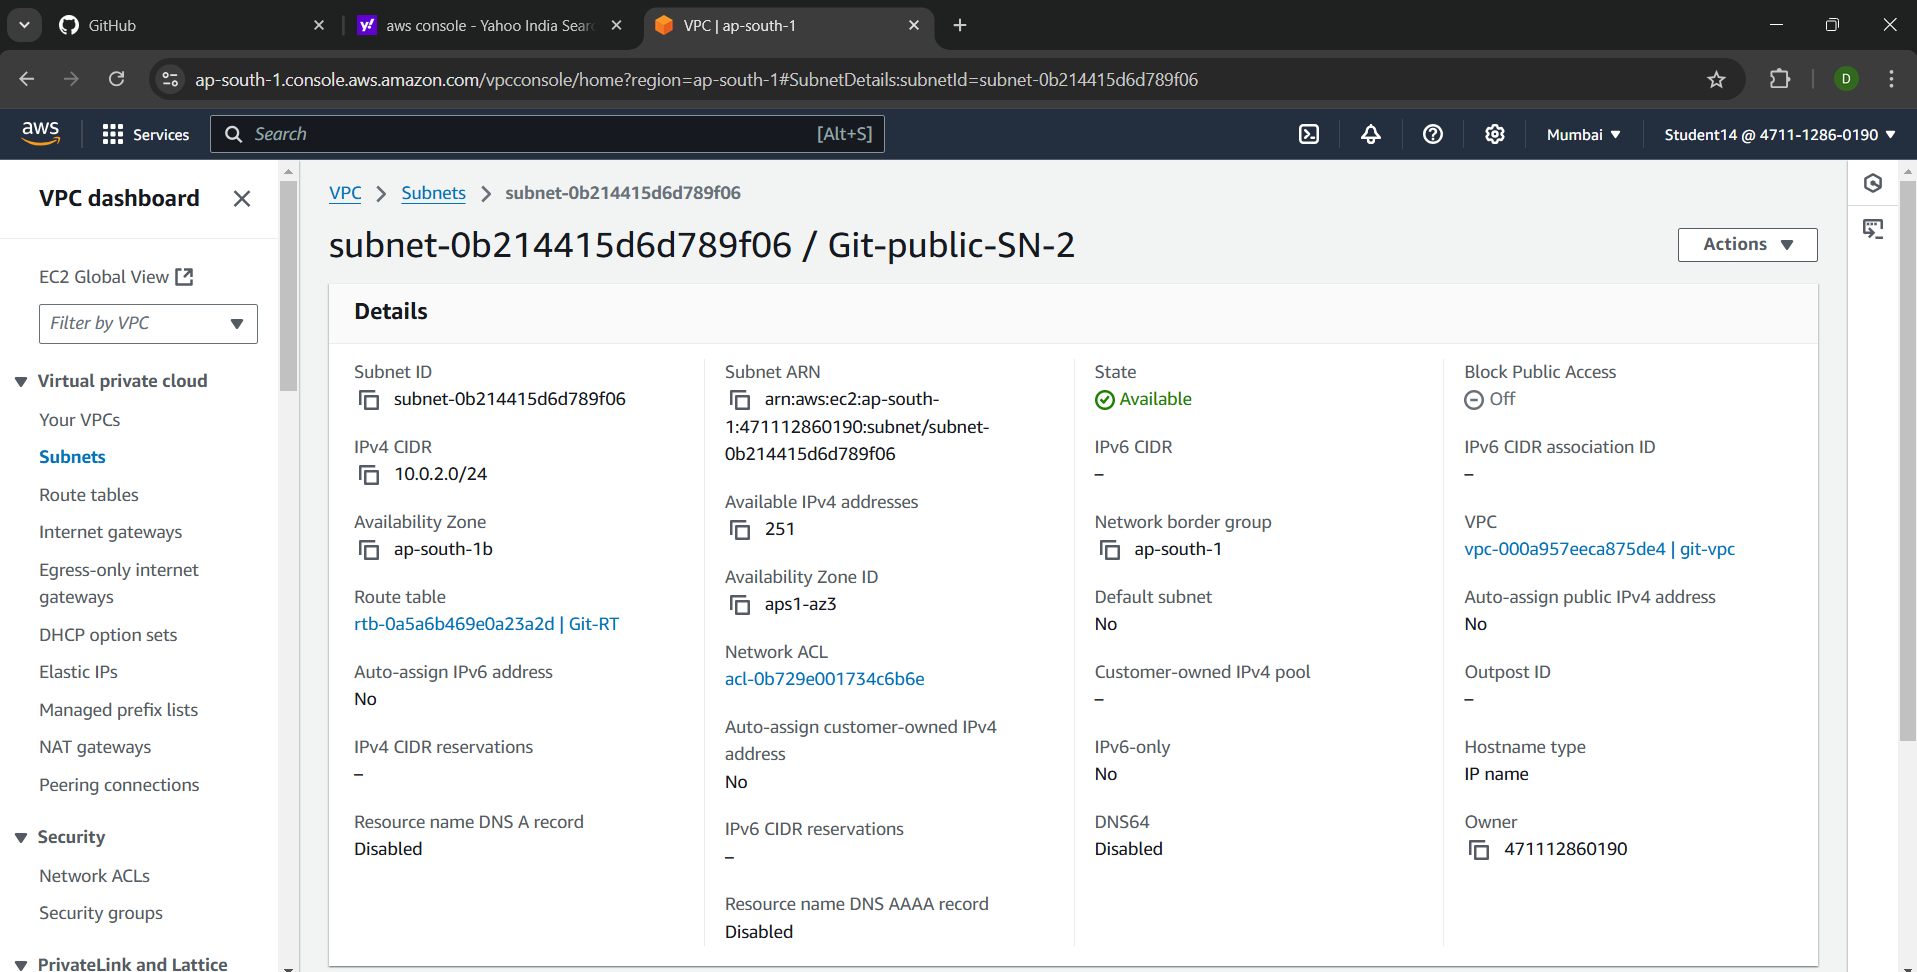 GitHub
aws console - Yahoo India Sear
VPC | ap-south-1
ap-south-1.console.aws.amazon.com/vpcconsole/home?region=ap-south-1#SubnetDetails:subnetId=subnet-0b214415d6d789f06
D
aws
Services
Search
[Alt+S]
Mumbai
Student14 @ 4711-1286-0190
VPC dashboard
EC2 Global View
Filter by VPC
Virtual private cloud
Your VPCs
Subnets
Route tables
Internet gateways
Egress-only internet
gateways
DHCP option sets
Elastic IPs
Managed prefix lists
NAT gateways
Peering connections
Security
Network ACLs
Security groups
PrivateLink and Lattice
VPC > Subnets > subnet-0b214415d6d789f06
subnet-0b214415d6d789f06 / Git-public-SN-2
Actions
Details
Subnet ID
subnet-0b214415d6d789f06
IPv4 CIDR
10.0.2.0/24
Availability Zone
ap-south-1b
Route table
rtb-0a5a6b469e0a23a2d | Git-RT
Auto-assign IPv6 address
No
IPv4 CIDR reservations
–
Resource name DNS A record
Disabled
Subnet ARN
arn:aws:ec2:ap-south-
1:471112860190:subnet/subnet-
0b214415d6d789f06
Available IPv4 addresses
251
Availability Zone ID
aps1-az3
Network ACL
acl-0b729e001734c6b6e
Auto-assign customer-owned IPv4
address
No
IPv6 CIDR reservations
–
Resource name DNS AAAA record
Disabled
State
Available
IPv6 CIDR
–
Network border group
ap-south-1
Default subnet
No
Customer-owned IPv4 pool
–
IPv6-only
No
DNS64
Disabled
Block Public Access
Off
IPv6 CIDR association ID
–
VPC
vpc-000a957eeca875de4 | git-vpc
Auto-assign public IPv4 address
No
Outpost ID
–
Hostname type
IP name
Owner
471112860190